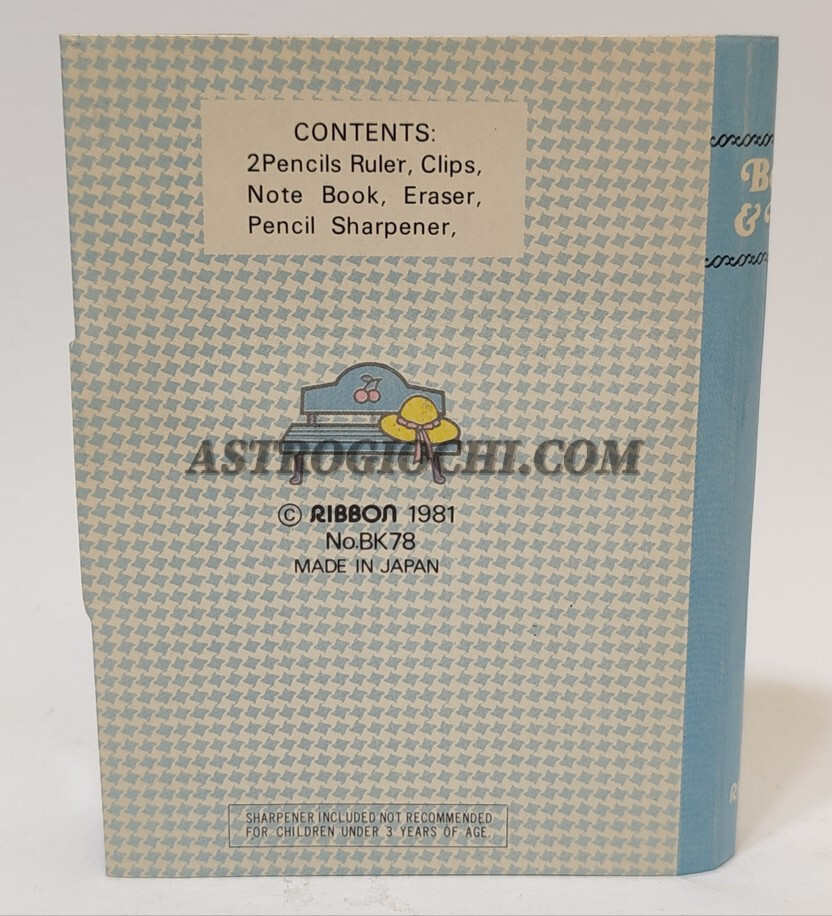 CONTENTS:
2Pencils Ruler, Clips,
Note Book, Eraser,
Pencil Sharpener,
ASTROGIOCHI.COM
© RIBBON 1981
No.BK78
MADE IN JAPAN
SHARPENER INCLUDED NOT RECOMMENDED
FOR CHILDREN UNDER 3 YEARS OF AGE.
&